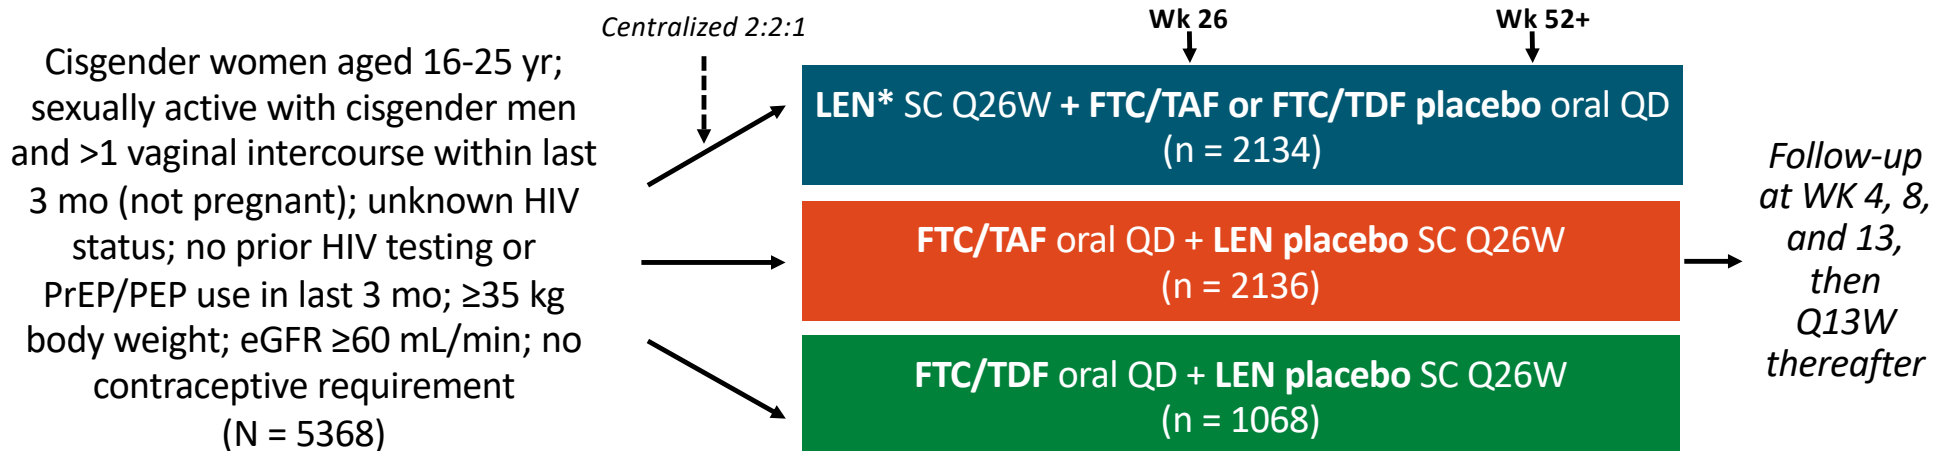 Cisgender women aged 16-25 yr;
sexually active with cisgender men
and >1 vaginal intercourse within last
3 mo (not pregnant); unknown HIV
status; no prior HIV testing or
PrEP/PEP use in last 3 mo; ≥35 kg
body weight; eGFR ≥60 mL/min; no
contraceptive requirement
(N = 5368)
Centralized 2:2:1
Wk 26
Wk 52+
LEN* SC Q26W + FTC/TAF or FTC/TDF placebo oral QD
(n = 2134)
FTC/TAF oral QD + LEN placebo SC Q26W
(n = 2136)
FTC/TDF oral QD + LEN placebo SC Q26W
(n = 1068)
Follow-up
at WK 4, 8,
and 13,
then
Q13W
thereafter